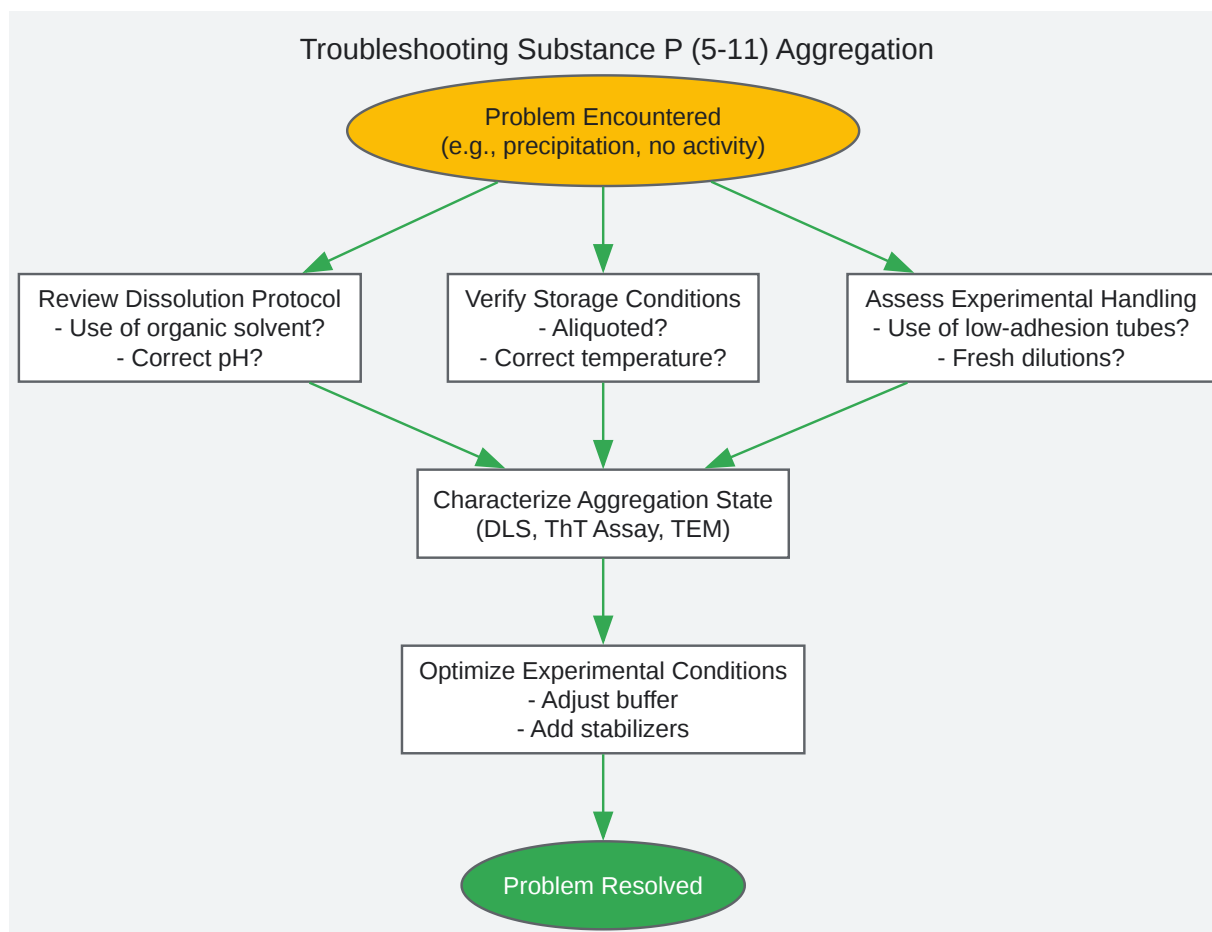 Troubleshooting Substance P (5-11) Aggregation
Problem Encountered
(e.g., precipitation, no activity)
Review Dissolution Protocol
- Use of organic solvent?
- Correct pH?
Verify Storage Conditions
- Aliquoted?
- Correct temperature?
Assess Experimental Handling
- Use of low-adhesion tubes?
- Fresh dilutions?
Characterize Aggregation State
(DLS, ThT Assay, TEM)
Optimize Experimental Conditions
- Adjust buffer
- Add stabilizers
Problem Resolved